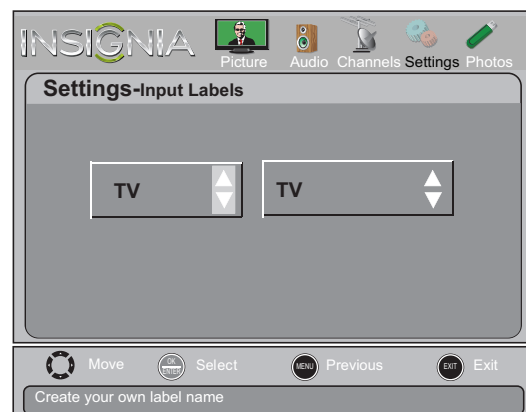 INSIGNIA
Picture Audio Channels Settings Photos
Settings-Input Labels
TV TV
Move OK ENTER Select MENU Previous EXIT Exit
Create your own label name